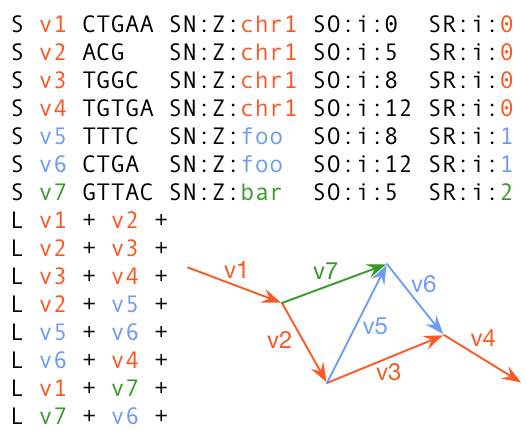 S v1 CTGAA SN:Z:chr1 SO:i:0 SR:i:0
S v2 ACG SN:Z:chr1 SO:i:5 SR:i:0
S v3 TGGC SN:Z:chr1 SO:i:8 SR:i:0
S v4 TGTGA SN:Z:chr1 SO:i:12 SR:i:0
S v5 TTTC SN:Z:foo SO:i:8 SR:i:1
S v6 CTGA SN:Z:foo SO:i:12 SR:i:1
S v7 GTTAC SN:Z:bar SO:i:5 SR:i:2
L v1 + v2 +
L v2 + v3 +
L v3 + v4 +
L v2 + v5 +
L v5 + v6 +
L v6 + v4 +
L v1 + v7 +
L v7 + v6 +
v1
v7
v6
v2
v5
v3
v4